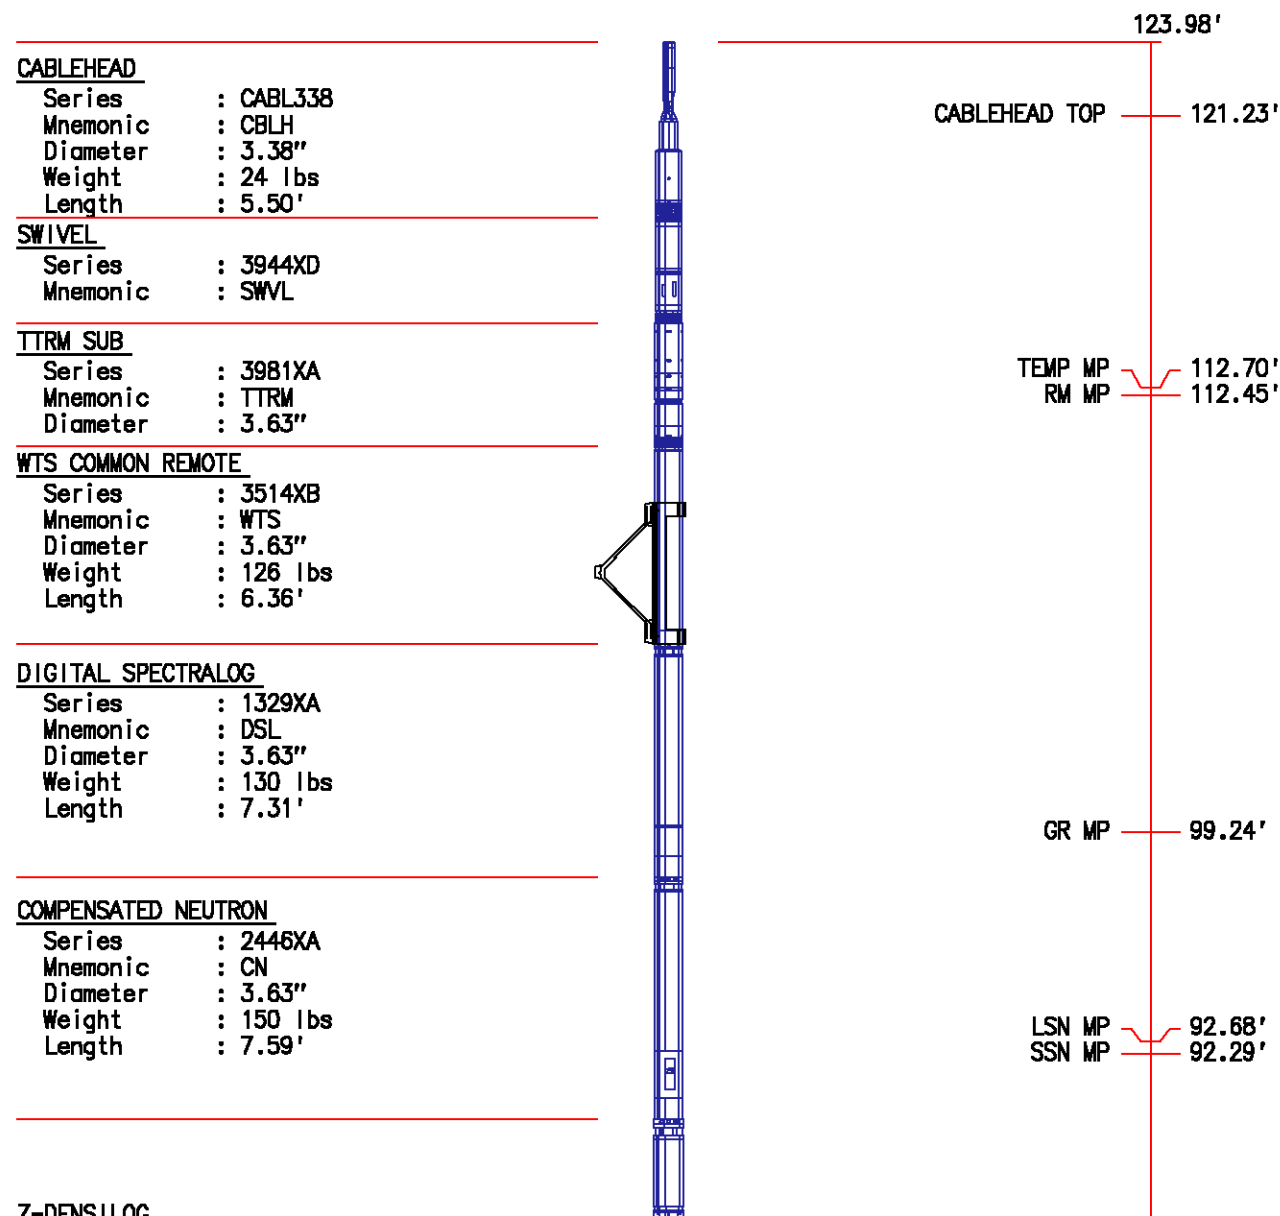 123.98'
CABLEHEAD
Series : CABL338
Mnemonic : CBLH
Diameter : 3.38"
Weight : 24 lbs
Length : 5.50'
CABLEHEAD TOP 121.23'
SWIVEL
Series : 3944XD
Mnemonic : SWVL
TTRM SUB
Series : 3981XA
Mnemonic : TTRM
Diameter : 3.63"
TEMP MP 112.70'
RM MP 112.45'
WTS COMMON REMOTE
Series : 3514XB
Mnemonic : WTS
Diameter : 3.63"
Weight : 126 lbs
Length : 6.36'
DIGITAL SPECTRALOG
Series : 1329XA
Mnemonic : DSL
Diameter : 3.63"
Weight : 130 lbs
Length : 7.31'
GR MP 99.24'
COMPENSATED NEUTRON
Series : 2446XA
Mnemonic : CN
Diameter : 3.63"
Weight : 150 lbs
Length : 7.59'
LSN MP 92.68'
SSN MP 92.29'
Z-DENSILOG